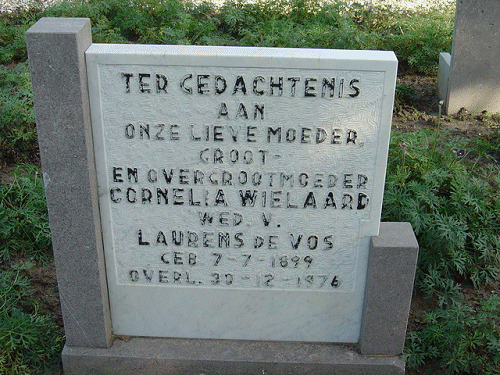 TER GEDACHTENIS
AAN
ONZE LIEVE MOEDER,
GROOT-
EN OVERGROOTMOEDER
CORNELIA WIELAARD
WED V.
LAURENS DE VOS
GEB 7-7-1899
OVERL. 30-12-1976